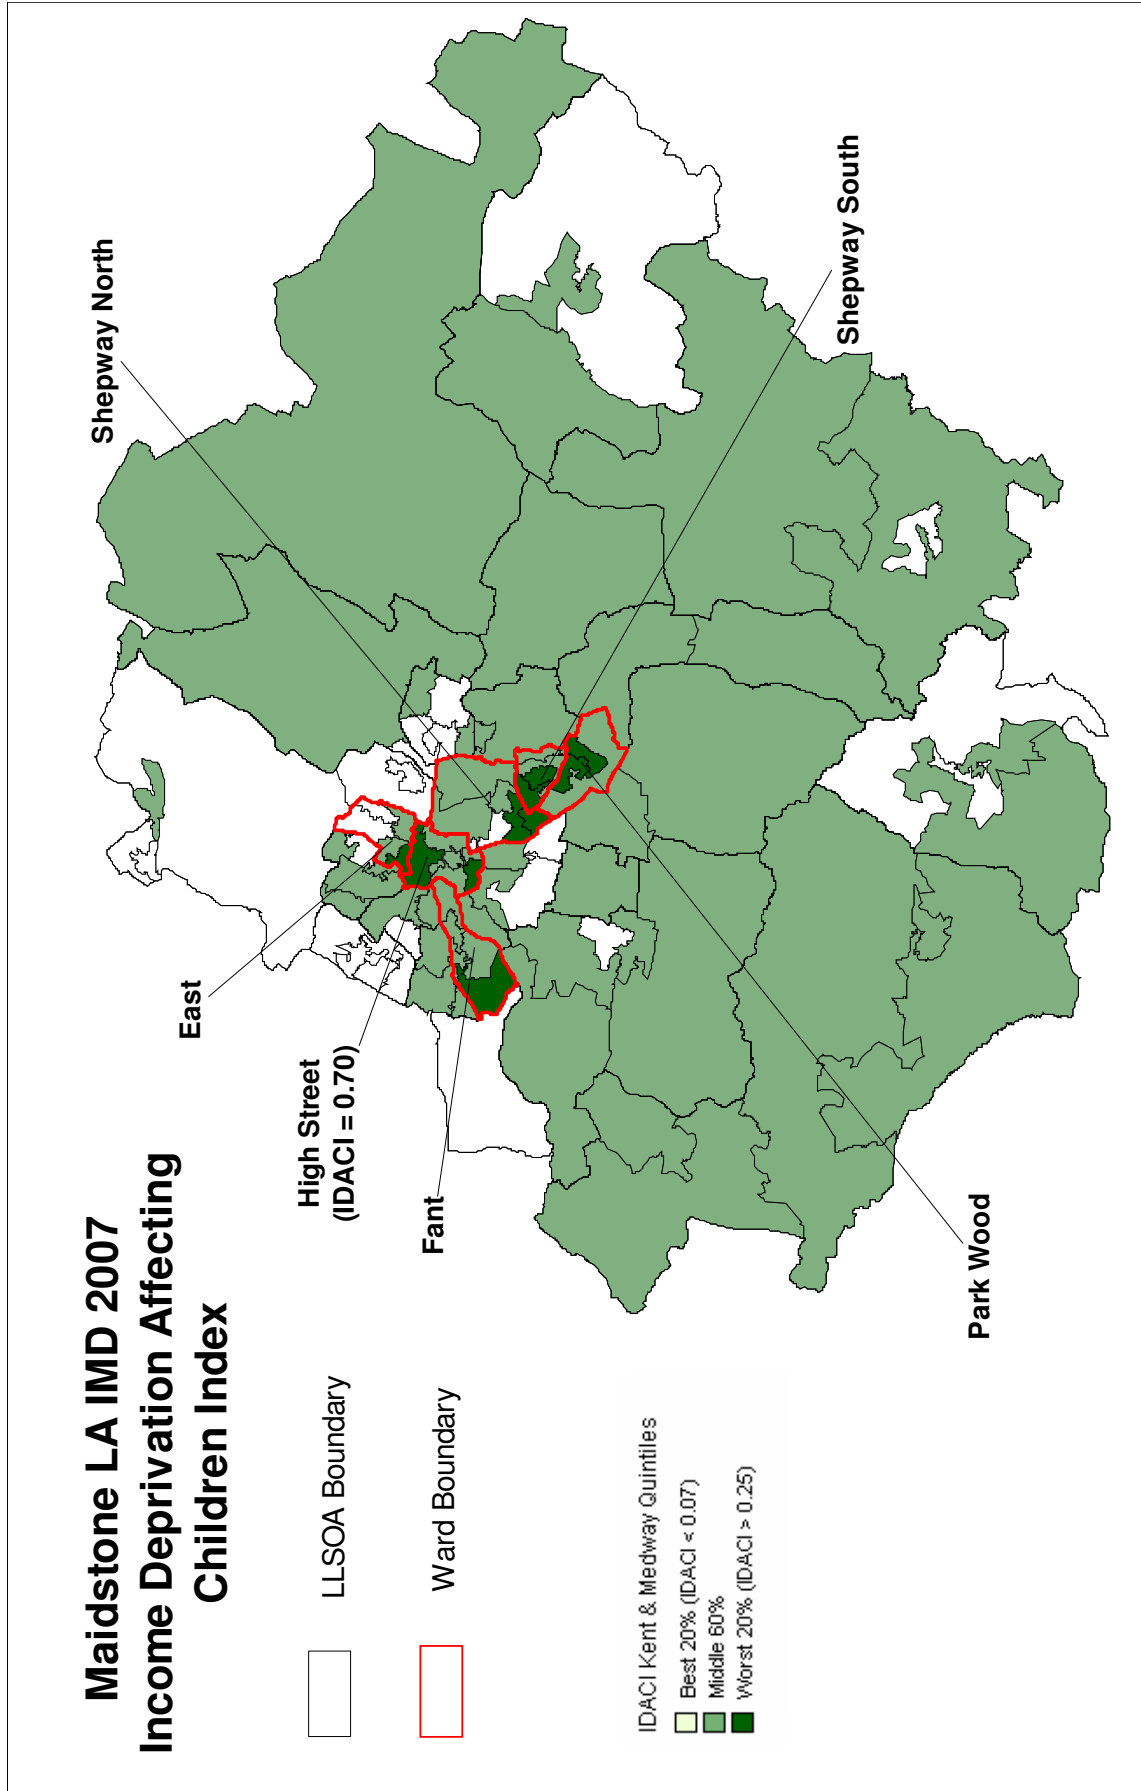 Maidstone LA IMD 2007
Income Deprivation Affecting
Children Index
LLSOA Boundary
Ward Boundary
IDACI Kent & Medway Quintiles
Best 20% (IDACI < 0.07)
Middle 60%
Worst 20% (IDACI > 0.25)
East
High Street
(IDACI = 0.70)
Fant
Park Wood
Shepway North
Shepway South